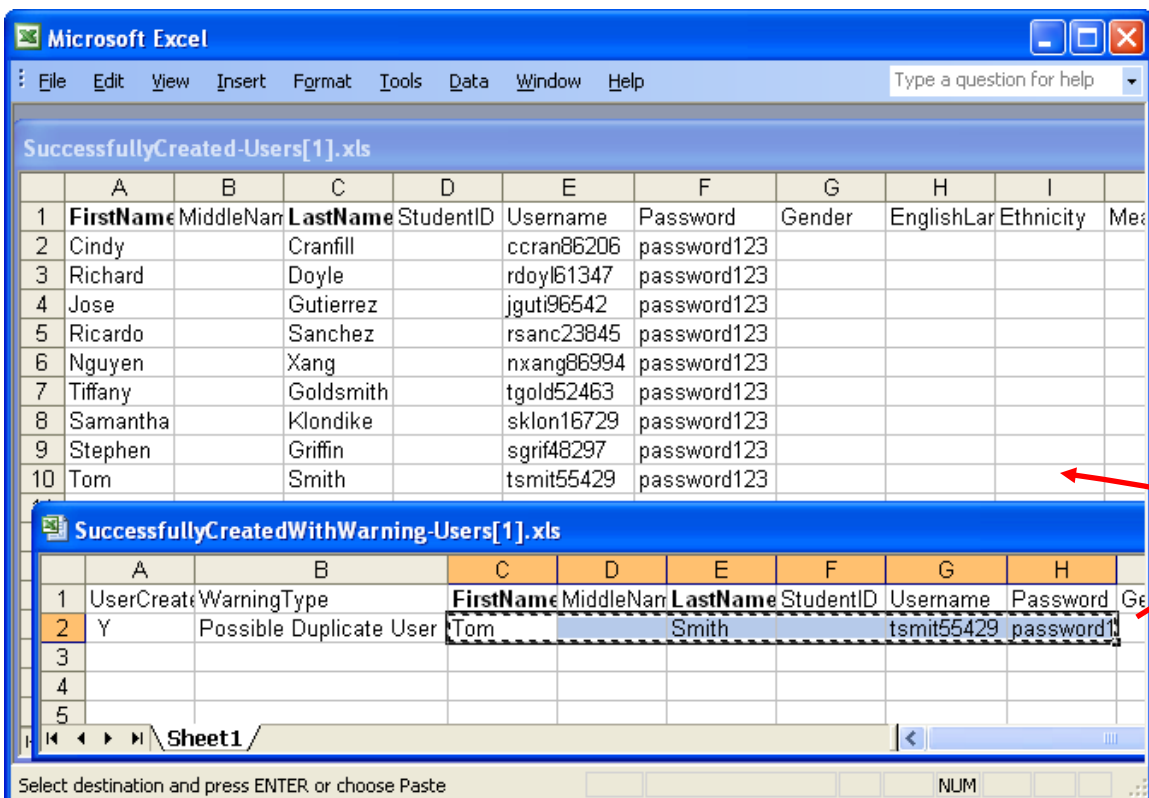 Microsoft Excel
File Edit View Insert Format Tools Data Window Help Type a question for help
SuccessfullyCreated-Users[1].xls
A B C D E F G H I
1 FirstName MiddleNam LastName StudentID Username Password Gender EnglishLan Ethnicity Mea
2 Cindy Cranfill ccran86206 password123
3 Richard Doyle rdoyl61347 password123
4 Jose Gutierrez jguti96542 password123
5 Ricardo Sanchez rsanc23845 password123
6 Nguyen Xang nxang86994 password123
7 Tiffany Goldsmith tgold52463 password123
8 Samantha Klondike sklon16729 password123
9 Stephen Griffin sgrif48297 password123
10 Tom Smith tsmit55429 password123
SuccessfullyCreatedWithWarning-Users[1].xls
A B C D E F G H
1 UserCreate WarningType FirstName MiddleNam LastName StudentID Username Password Ge
2 Y Possible Duplicate User Tom Smith tsmit55429 password1
3
4
5
Sheet1
Select destination and press ENTER or choose Paste NUM